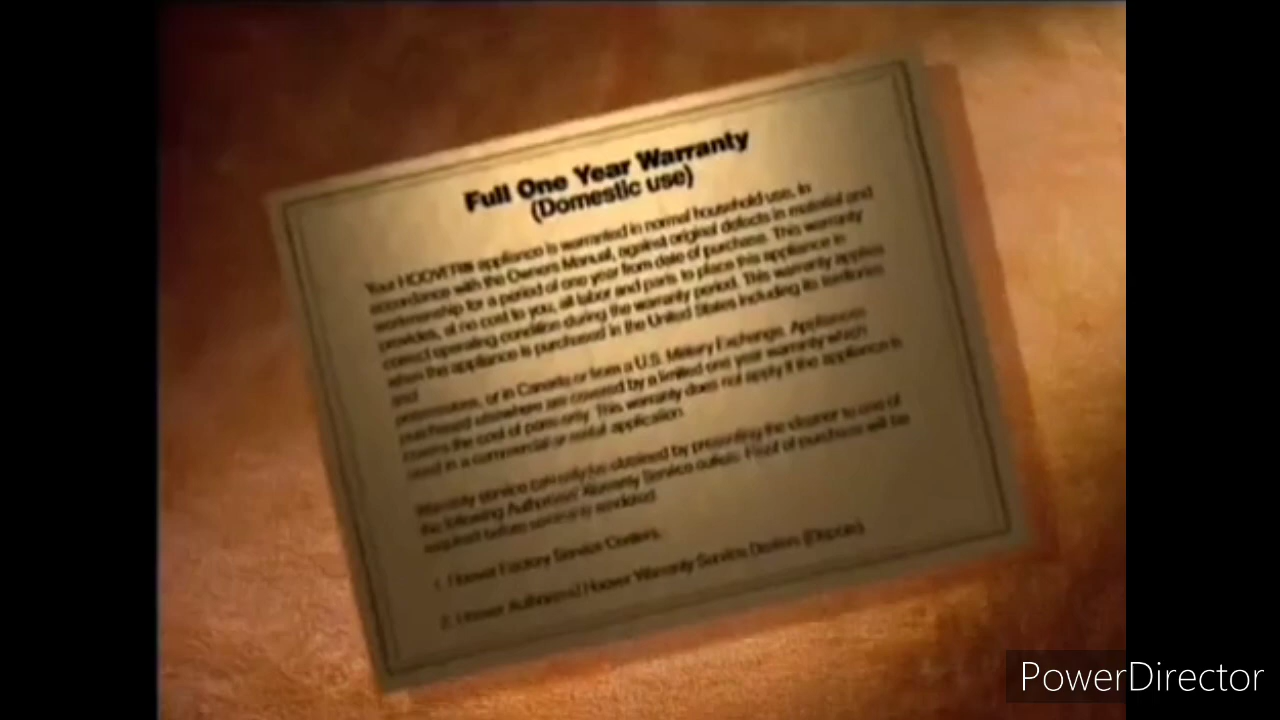 Full One Year Warranty
(Domestic use)
Your HOOVER® appliance is warranted in normal household use, in
accordance with the Owners Manual, against original defects in material and
workmanship for a period of one year from date of purchase. This warranty
provides, at no cost to you, all labor and parts to place this appliance in
correct operating condition during the warranty period. This warranty applies
when the appliance is purchased in the United States including its territories
and
possessions, or in Canada or from a U.S. Military Exchange. Appliances
purchased elsewhere are covered by a limited one year warranty which
covers the cost of parts only. This warranty does not apply if the appliance is
used in a commercial or rental application.
Warranty service can only be obtained by presenting the cleaner to one of
the following Authorized Warranty Service outlets. Proof of purchase will be
required before service is rendered.
1. Hoover Factory Service Centers.
2. Hoover Authorized Hoover Warranty Service Dealers (Depots).
PowerDirector